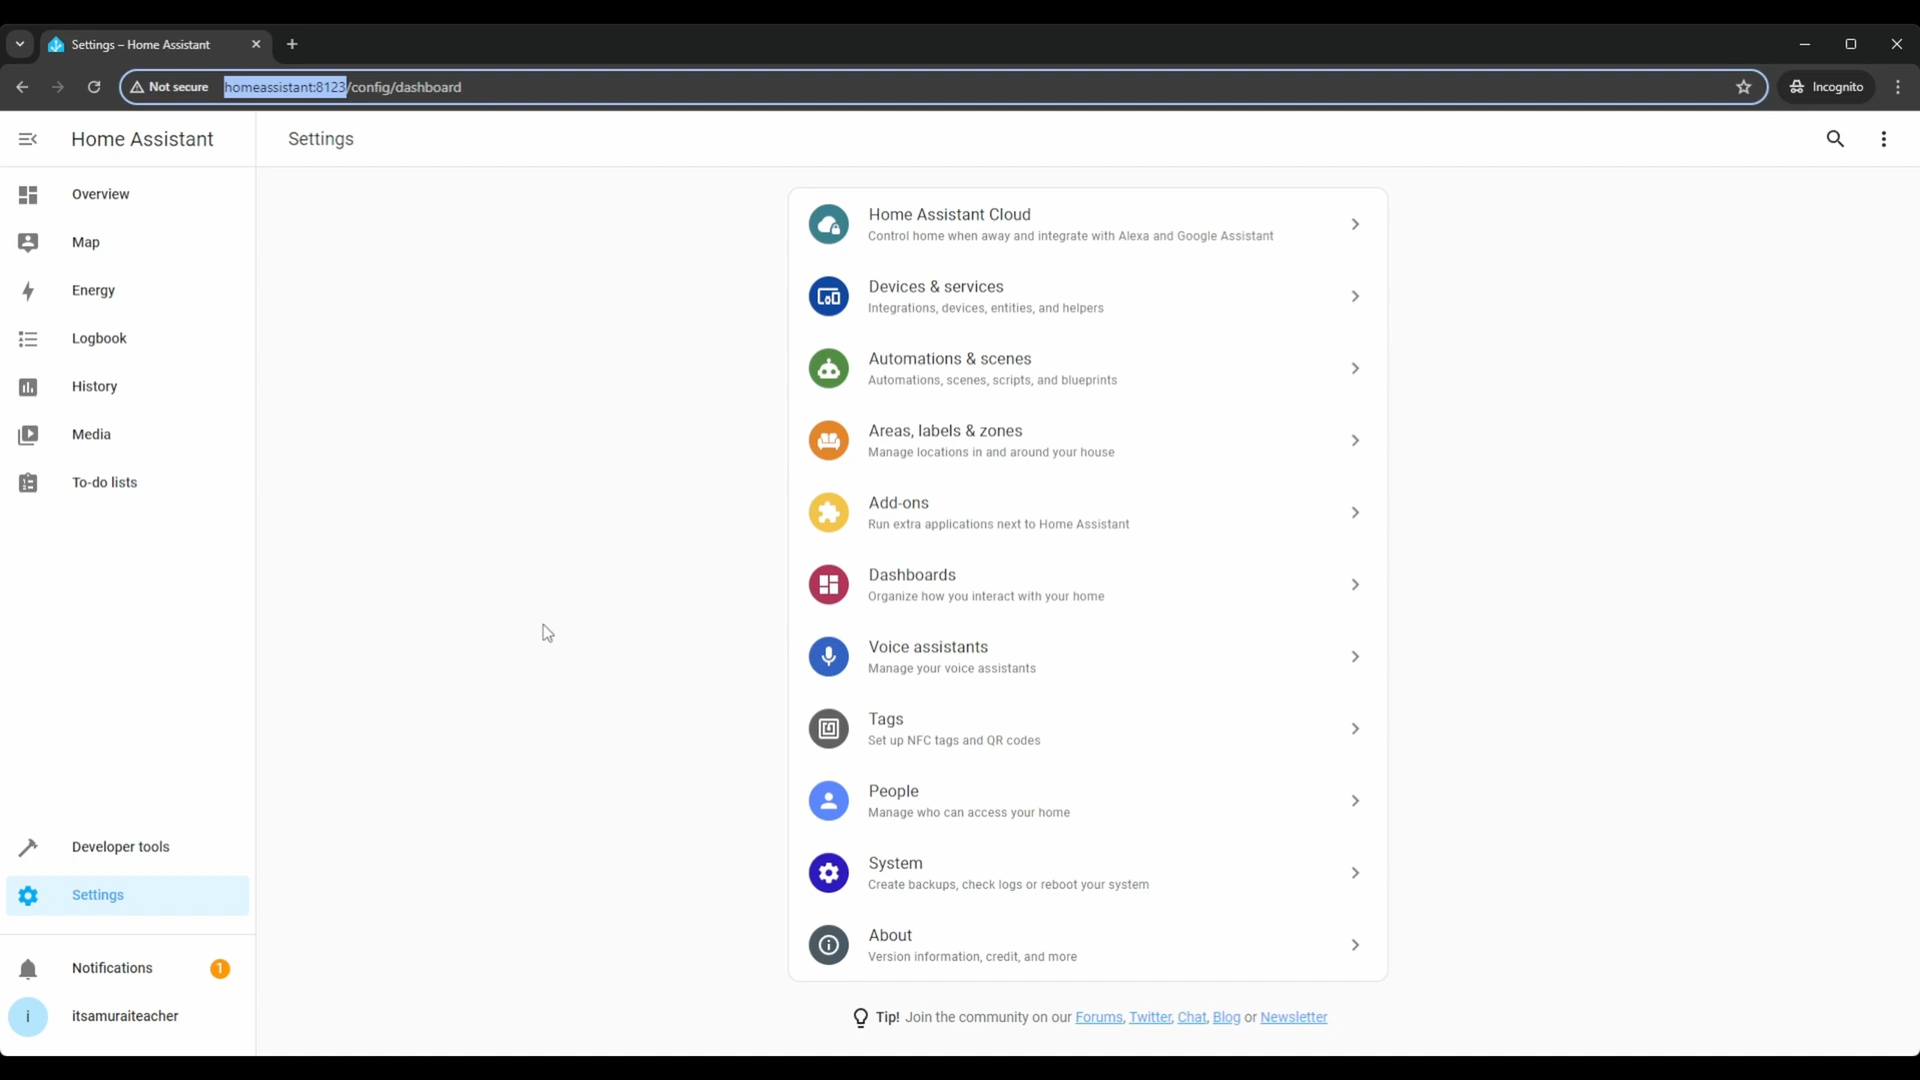 Settings – Home Assistant
Not secure
homeassistant:8123/config/dashboard
Incognito
Home Assistant
Settings
Overview
Map
Energy
Logbook
History
Media
To-do lists
Developer tools
Settings
Notifications
1
i
itsamuraiteacher
Home Assistant Cloud
Control home when away and integrate with Alexa and Google Assistant
Devices & services
Integrations, devices, entities, and helpers
Automations & scenes
Automations, scenes, scripts, and blueprints
Areas, labels & zones
Manage locations in and around your house
Add-ons
Run extra applications next to Home Assistant
Dashboards
Organize how you interact with your home
Voice assistants
Manage your voice assistants
Tags
Set up NFC tags and QR codes
People
Manage who can access your home
System
Create backups, check logs or reboot your system
About
Version information, credit, and more
Tip! Join the community on our Forums, Twitter, Chat, Blog or Newsletter